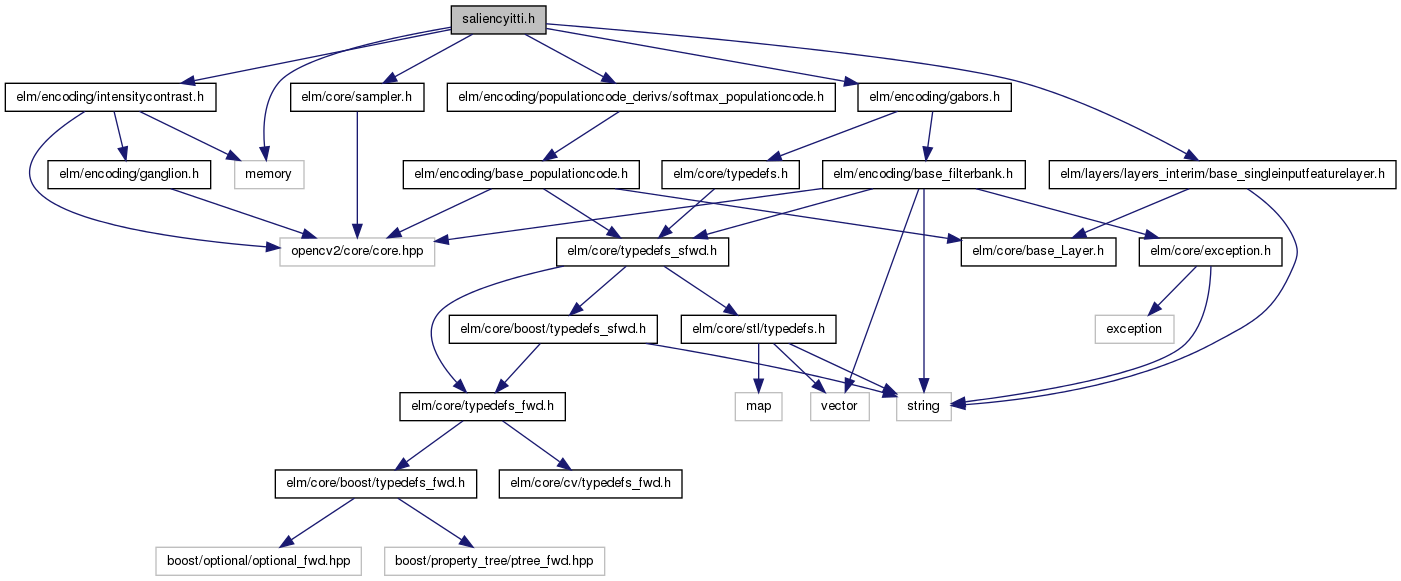 saliencyitti.h
elm/encoding/intensitycontrast.h
elm/core/sampler.h
elm/encoding/populationcode_derivs/softmax_populationcode.h
elm/encoding/gabors.h
elm/encoding/ganglion.h
memory
elm/encoding/base_populationcode.h
elm/core/typedefs.h
elm/encoding/base_filterbank.h
elm/layers/layers_interim/base_singleinputfeaturelayer.h
opencv2/core/core.hpp
elm/core/typedefs_sfwd.h
elm/core/base_Layer.h
elm/core/exception.h
elm/core/boost/typedefs_sfwd.h
elm/core/stl/typedefs.h
exception
elm/core/typedefs_fwd.h
map
vector
string
elm/core/boost/typedefs_fwd.h
elm/core/cv/typedefs_fwd.h
boost/optional/optional_fwd.hpp
boost/property_tree/ptree_fwd.hpp